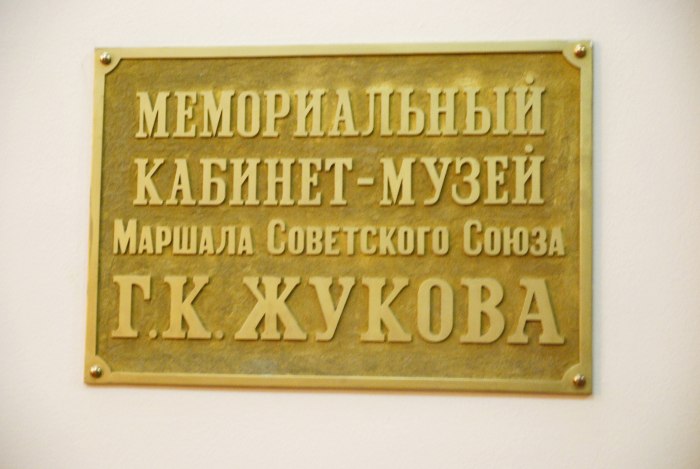 МЕМОРИАЛЬНЫЙ
КАБИНЕТ-МУЗЕЙ
МАРШАЛА СОВЕТСКОГО СОЮЗА
Г.К. ЖУКОВА